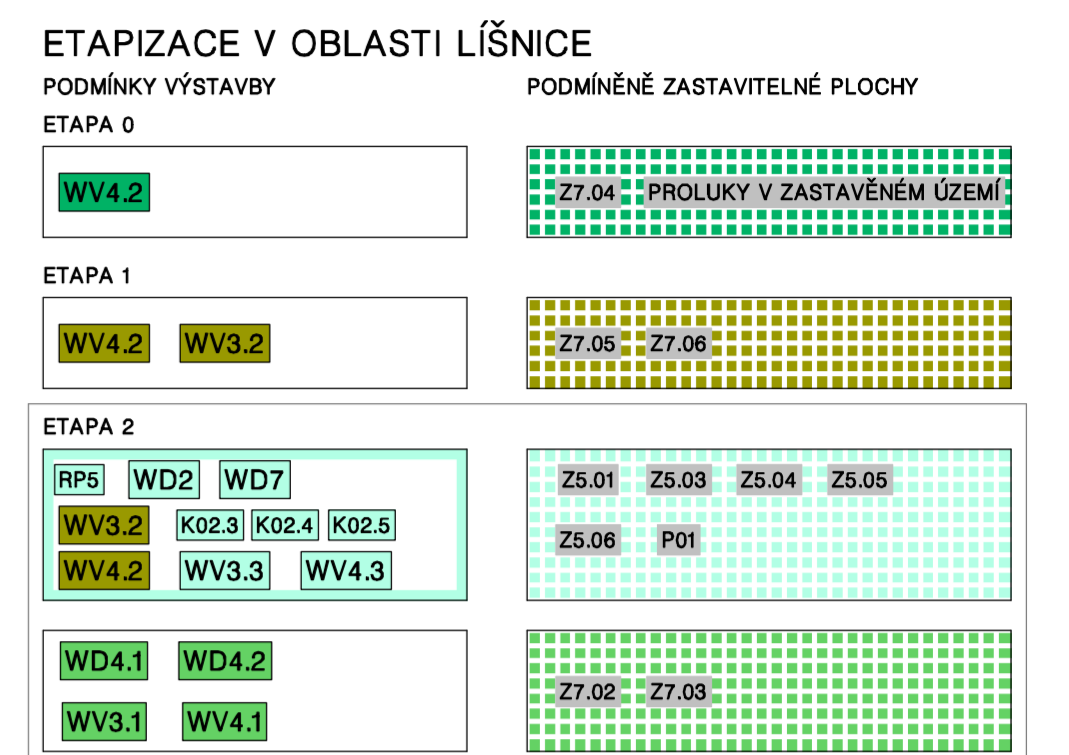 ETAPIZACE V OBLASTI LÍŠNICE
PODMÍNKY VÝSTAVBY
PODMÍNĚNĚ ZASTAVITELNÉ PLOCHY
ETAPA 0
WV4.2
Z7.04 PROLUKY V ZASTAVĚNÉM ÚZEMÍ
ETAPA 1
WV4.2 WV3.2
Z7.05 Z7.06
ETAPA 2
RP5 WD2 WD7
WV3.2 K02.3 K02.4 K02.5
WV4.2 WV3.3 WV4.3
Z5.01 Z5.03 Z5.04 Z5.05
Z5.06 P01
WD4.1 WD4.2
WV3.1 WV4.1
Z7.02 Z7.03